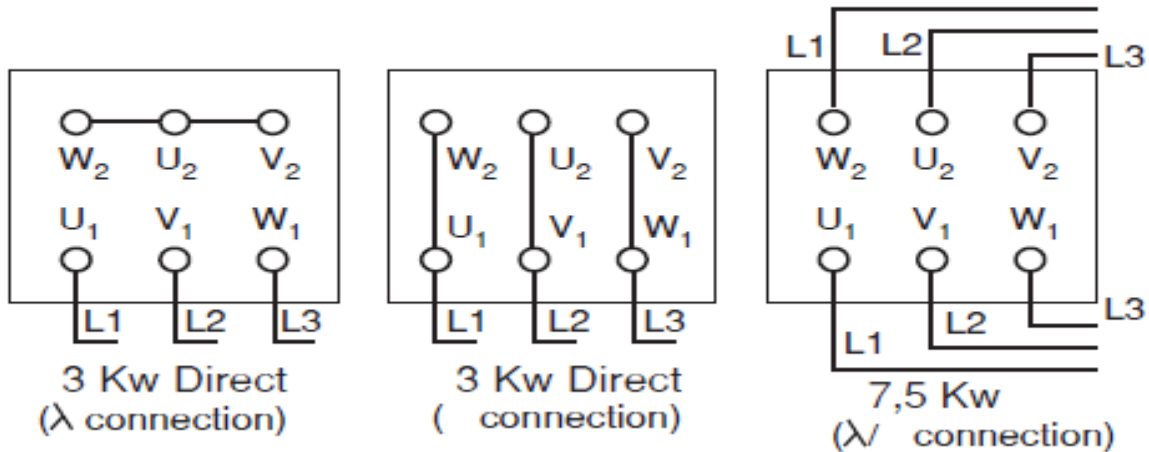 W₂ U₂ V₂
U₁ V₁ W₁
L1 L2 L3
3 Kw Direct
(λ connection)
W₂ U₂ V₂
U₁ V₁ W₁
L1 L2 L3
3 Kw Direct
( connection)
L1 L2 L3
W₂ U₂ V₂
U₁ V₁ W₁
L1 L2 L3
7,5 Kw
(λ/ connection)